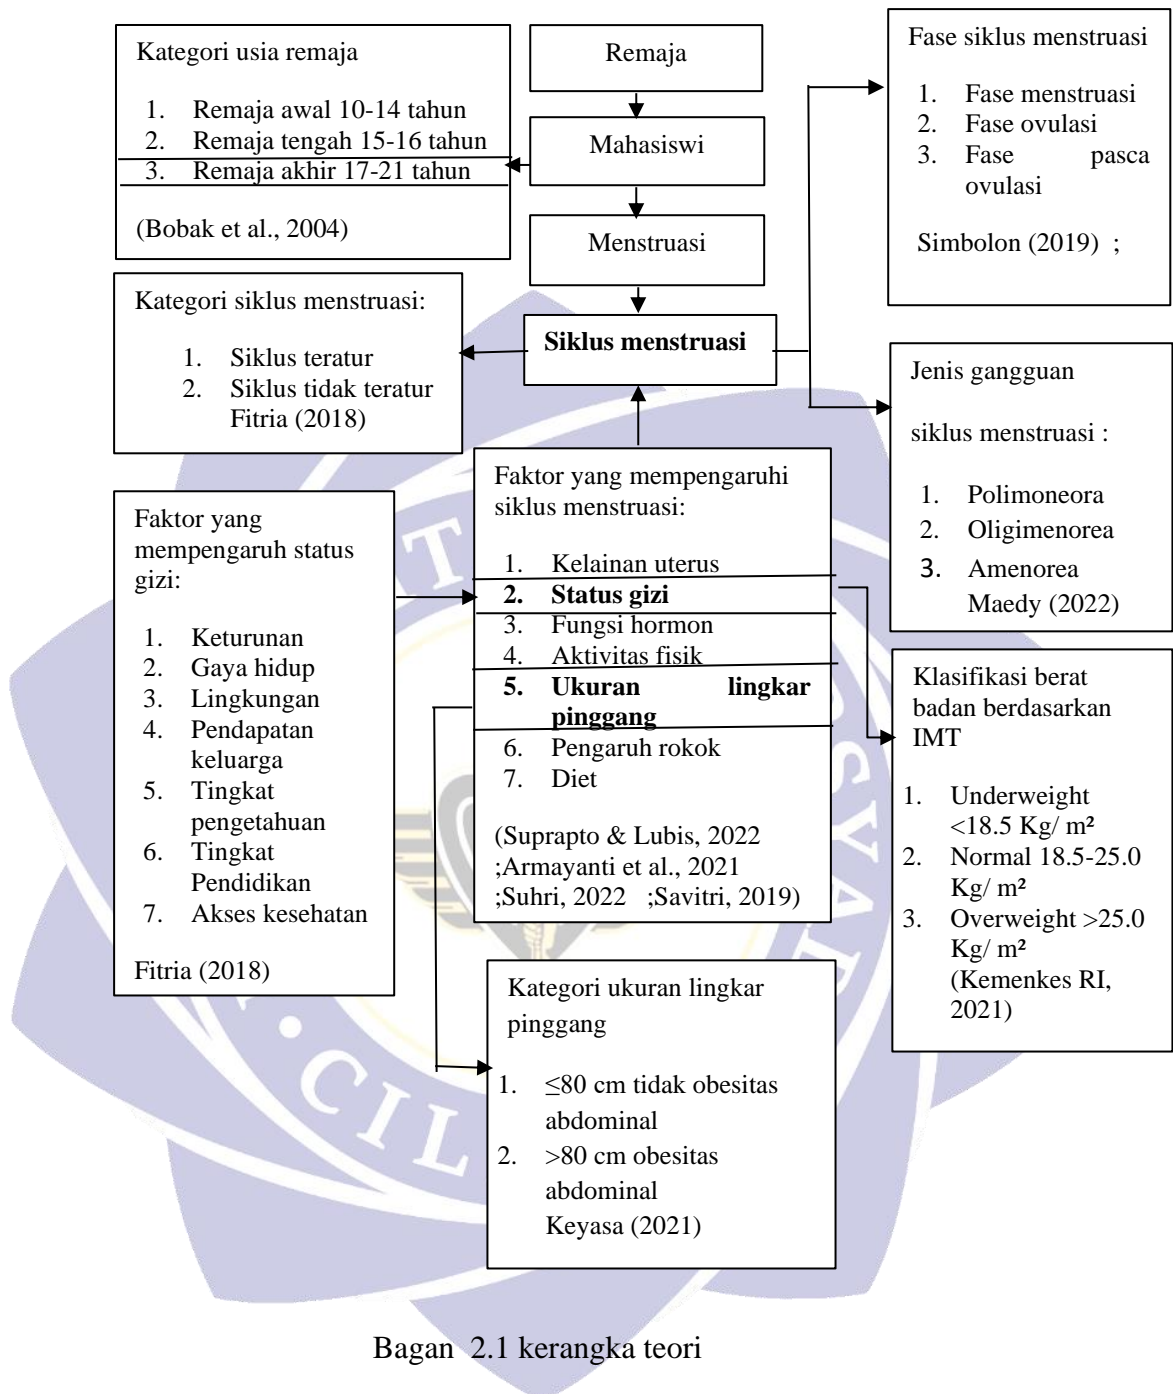 Kategori usia remaja
1. Remaja awal 10-14 tahun
2. Remaja tengah 15-16 tahun
3. Remaja akhir 17-21 tahun
(Bobak et al., 2004)
Remaja
Mahasiswi
Menstruasi
Siklus menstruasi
Fase siklus menstruasi
1. Fase menstruasi
2. Fase ovulasi
3. Fase pasca
ovulasi
Simbolon (2019) ;
Kategori siklus menstruasi:
1. Siklus teratur
2. Siklus tidak teratur
Fitria (2018)
Jenis gangguan
siklus menstruasi :
1. Polimoneora
2. Oligimenorea
3. Amenorea
Maedy (2022)
Faktor yang
mempengaruh status
gizi:
1. Keturunan
2. Gaya hidup
3. Lingkungan
4. Pendapatan
keluarga
5. Tingkat
pengetahuan
6. Tingkat
Pendidikan
7. Akses kesehatan
Fitria (2018)
Faktor yang mempengaruhi
siklus menstruasi:
1. Kelainan uterus
2. Status gizi
3. Fungsi hormon
4. Aktivitas fisik
5. Ukuran lingkar
pinggang
6. Pengaruh rokok
7. Diet
(Suprapto & Lubis, 2022
;Armayanti et al., 2021
;Suhri, 2022 ;Savitri, 2019)
Klasifikasi berat
badan berdasarkan
IMT
1. Underweight
<18.5 Kg/ m²
2. Normal 18.5-25.0
Kg/ m²
3. Overweight >25.0
Kg/ m²
(Kemenkes RI,
2021)
Kategori ukuran lingkar
pinggang
1. ≤80 cm tidak obesitas
abdominal
2. >80 cm obesitas
abdominal
Keyasa (2021)
Bagan 2.1 kerangka teori